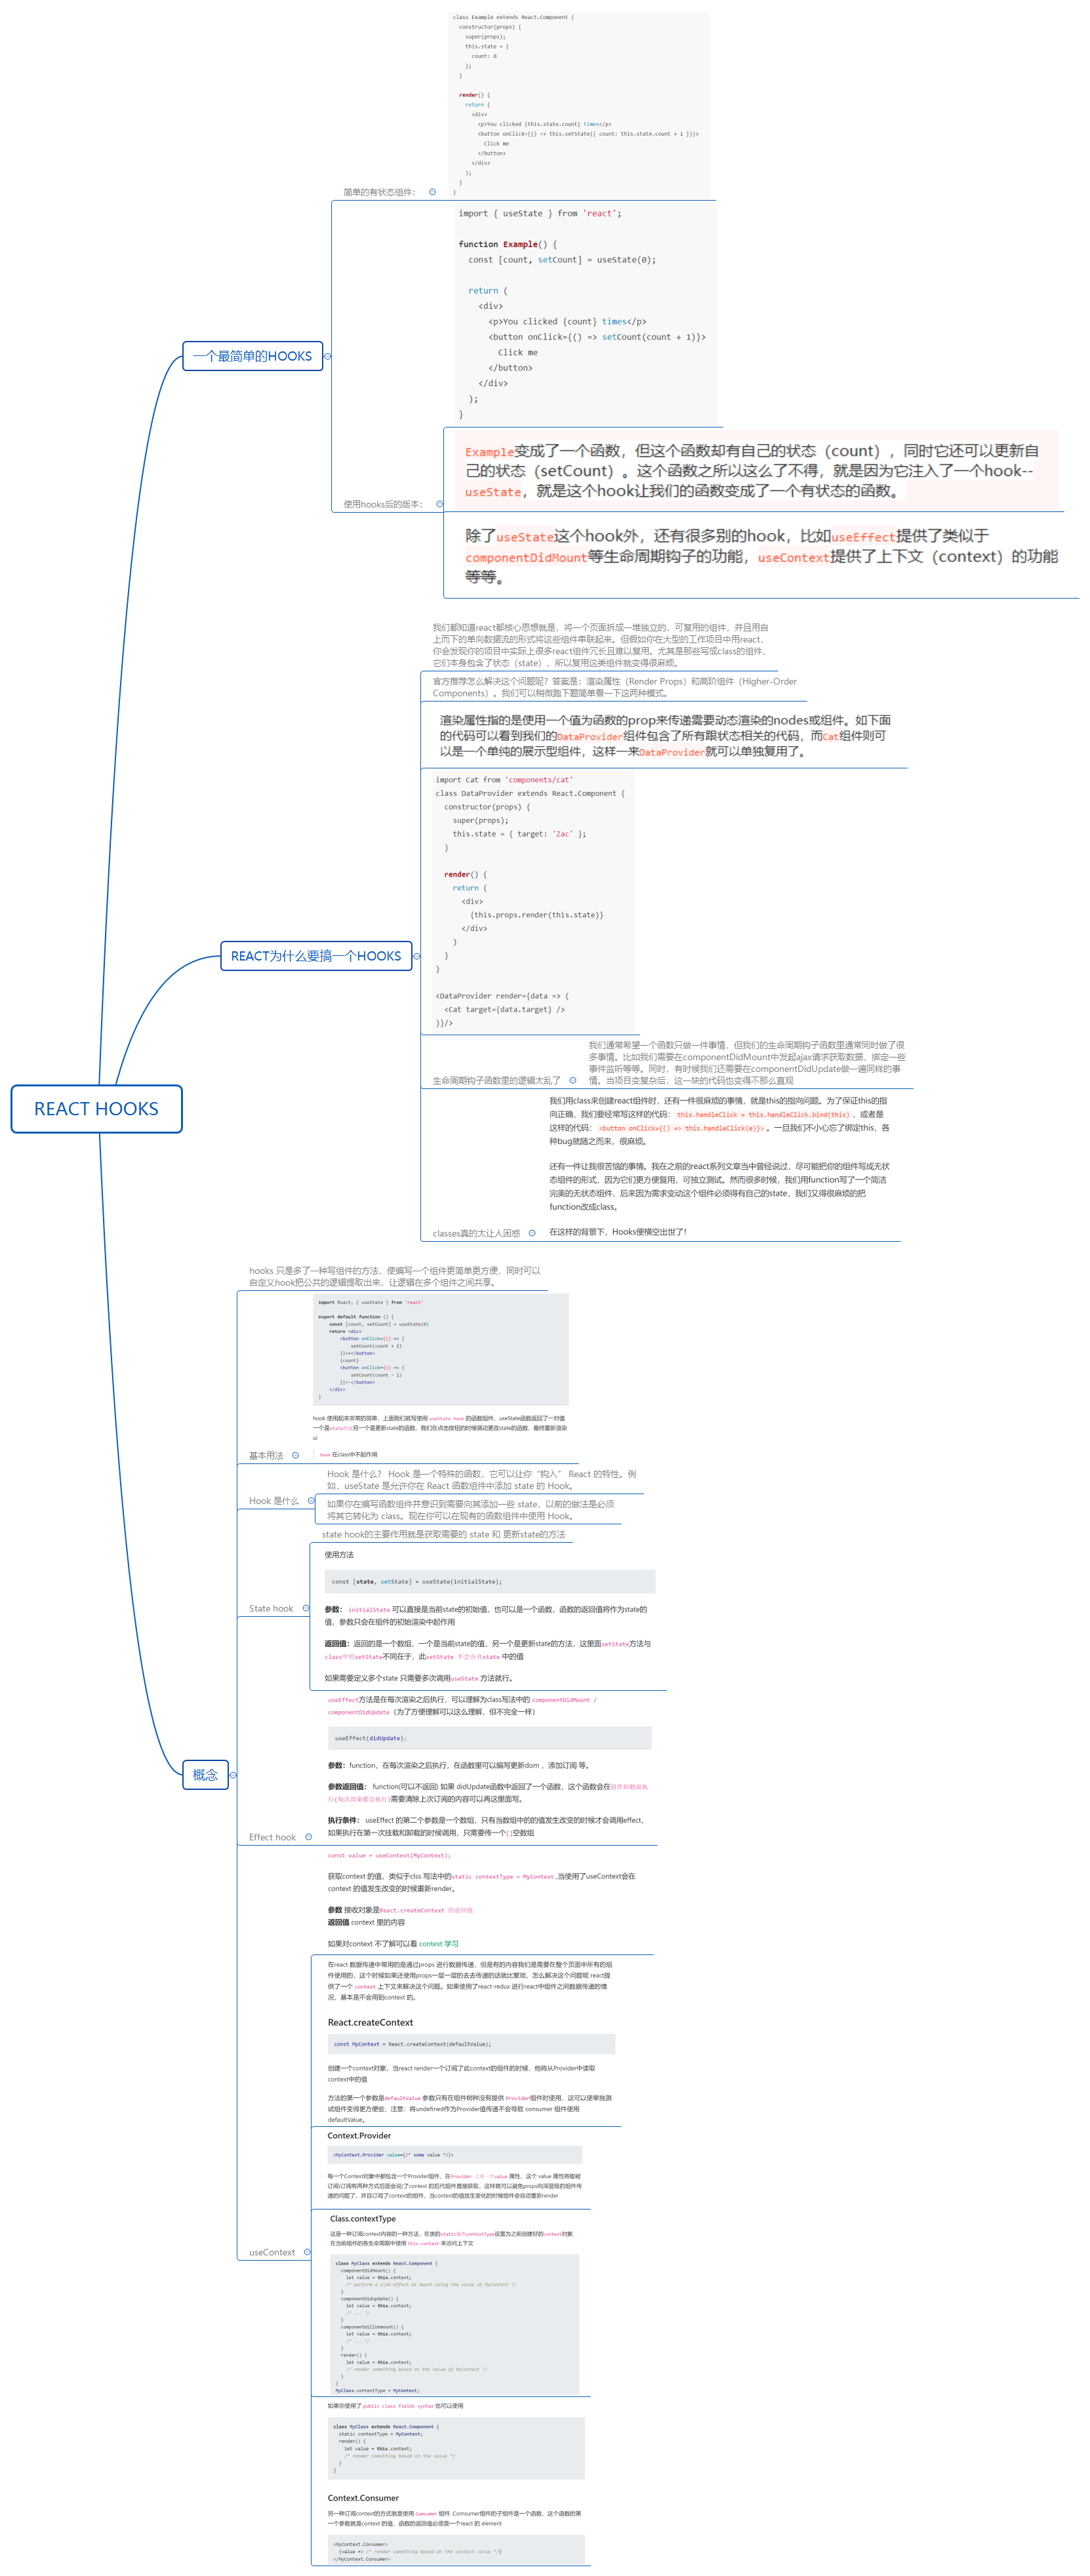 class Example extends React.Component {
constructor(props) {
super(props);
this.state = {
count: 0
};
}
render() {
return (
<div>
<p>You clicked {this.state.count} times</p>
<button onClick={() => this.setState({ count: this.state.count + 1 })}>
Click me
</button>
</div>
);
}
}
简单的有状态组件：
import { useState } from 'react';
function Example() {
const [count, setCount] = useState(0);
return (
<div>
<p>You clicked {count} times</p>
<button onClick={() => setCount(count + 1)}>
Click me
</button>
</div>
);
}
一个最简单的HOOKS
Example变成了一个函数，但这个函数却有自己的状态（count），同时它还可以更新自
己的状态（setCount）。这个函数之所以这么了不得，就是因为它注入了一个hook--
useState，就是这个hook让我们的函数变成了一个有状态的函数。
使用hooks后的版本：
除了useState这个hook外，还有很多别的hook，比如useEffect提供了类似于
componentDidMount等生命周期钩子的功能，useContext提供了上下文（context）的功能
等等。
我们都知道react都核心思想就是，将一个页面拆成一堆独立的，可复用的组件，并且用自
上而下的单向数据流的形式将这些组件串联起来。但假如你在大型的工作项目中用react，
你会发现你的项目中实际上很多react组件冗长且难以复用。尤其是那些写成class的组件，
它们本身包含了状态（state），所以复用这类组件就变得很麻烦。
官方推荐怎么解决这个问题呢？答案是：渲染属性（Render Props）和高阶组件（Higher-Order
Components）。我们可以稍微跑下题简单看一下这两种模式。
渲染属性指的是使用一个值为函数的prop来传递需要动态渲染的nodes或组件。如下面
的代码可以看到我们的DataProvider组件包含了所有跟状态相关的代码，而Cat组件则可
以是一个单纯的展示型组件，这样一来DataProvider就可以单独复用了。
import Cat from 'components/cat'
class DataProvider extends React.Component {
constructor(props) {
super(props);
this.state = { target: 'Zac' };
}
render() {
return (
<div>
{this.props.render(this.state)}
</div>
)
}
}
<DataProvider render={data => (
<Cat target={data.target} />
)}/>
REACT为什么要搞一个HOOKS
我们通常希望一个函数只做一件事情，但我们的生命周期钩子函数里通常同时做了很
多事情。比如我们需要在componentDidMount中发起ajax请求获取数据，绑定一些
事件监听等等。同时，有时候我们还需要在componentDidUpdate做一遍同样的事
情。当项目变复杂后，这一块的代码也变得不那么直观
生命周期钩子函数里的逻辑太乱了
我们用class来创建react组件时，还有一件很麻烦的事情，就是this的指向问题。为了保证this的指
向正确，我们要经常写这样的代码：this.handleClick = this.handleClick.bind(this)，或者是
这样的代码：<button onClick={() => this.handleClick(e)}>。一旦我们不小心忘了绑定this，各
种bug就随之而来，很麻烦。
还有一件让我很苦恼的事情。我在之前的react系列文章当中曾经说过，尽可能把你的组件写成无状
态组件的形式，因为它们更方便复用，可独立测试。然而很多时候，我们用function写了一个简洁
完美的无状态组件，后来因为需求变动这个组件必须得有自己的state，我们又得很麻烦的把
function改成class。
在这样的背景下，Hooks便横空出世了！
classes真的太让人困惑
REACT HOOKS
hooks 只是多了一种写组件的方法，使编写一个组件更简单更方便，同时可以
自定义hook把公共的逻辑提取出来，让逻辑在多个组件之间共享。
import React, { useState } from 'react'
export default function () {
const [count, setCount] = useState(0)
return <div>
<button onClick={() => {
setCount(count + 1)
}}>+</button>
{count}
<button onClick={() => {
setCount(count - 1)
}}>-</button>
</div>
}
hook 使用起来非常的简单，上面我们就写使用 useState hook 的函数组件，useState函数返回了一对值
一个是state的值另一个是更新state的函数，我们在点击按钮的时候调动更改state的函数，最终重新渲染
ui
hook 在class中不起作用
基本用法
Hook 是什么？ Hook 是一个特殊的函数，它可以让你“钩入” React 的特性。例
如，useState 是允许你在 React 函数组件中添加 state 的 Hook。
Hook 是什么
如果你在编写函数组件并意识到需要向其添加一些 state，以前的做法是必须
将其它转化为 class。现在你可以在现有的函数组件中使用 Hook。
state hook的主要作用就是获取需要的 state 和 更新state的方法
使用方法
const [state, setState] = useState(initialState);
State hook
参数： initialState 可以直接是当前state的初始值，也可以是一个函数，函数的返回值将作为state的
值，参数只会在组件的初始渲染中起作用
返回值：返回的是一个数组，一个是当前state的值，另一个是更新state的方法，这里面setState方法与
class中的setState不同在于，此setState 不会合并state 中的值
如果需要定义多个state 只需要多次调用useState 方法就行。
useEffect方法是在每次渲染之后执行，可以理解为class写法中的 componentDidMount /
componentDidUpdate（为了方便理解可以这么理解，但不完全一样）
useEffect(didUpdate);
概念
参数：function，在每次渲染之后执行，在函数里可以编写更新dom ，添加订阅 等。
参数返回值： function(可以不返回) 如果 didUpdate函数中返回了一个函数，这个函数会在组件卸载前执
行(每次渲染都会执行)需要清除上次订阅的内容可以再这里面写。
执行条件： useEffect 的第二个参数是一个数组，只有当数组中的的值发生改变的时候才会调用effect，
如果执行在第一次挂载和卸载的时候调用，只需要传一个[]空数组
Effect hook
const value = useContext(MyContext);
获取context 的值，类似于clss 写法中的static contextType = MyContext ,当使用了useContext会在
context 的值发生改变的时候重新render。
参数 接收对象是React.createContext 的返回值
返回值 context 里的内容
如果对context 不了解可以看 context 学习
在react 数据传递中常用的是通过props 进行数据传递，但是有的内容我们是需要在整个页面中所有的组
件使用的，这个时候如果还使用props一层一层的去去传递的话就比繁琐，怎么解决这个问题呢 react提
供了一个 context 上下文来解决这个问题。如果使用了react-redux 进行react中组件之间数据传递的情
况，基本是不会用到context 的。
React.createContext
const MyContext = React.createContext(defaultValue);
创建一个context对象，当react render一个订阅了此context的组件的时候，他将从Provider中读取
context中的值
方法的第一个参数是defaultValue 参数只有在组件树种没有提供 Provider组件时使用，这可以使单独测
试组件变得更方便些，注意：将undefined作为Provider值传递不会导致 consumer 组件使用
defaultValue。
Context.Provider
<MyContext.Provider value={/* some value */}>
每一个Context对象中都包含一个Provider组件，在Provider 上有一个value 属性，这个 value 属性将能被
订阅(订阅有两种方式后面会说)了context 的后代组件直接获取，这样就可以避免props向深层级的组件传
递的问题了，并且订阅了context的组件，当context的值放生变化的时候组件会自动重新render
Class.contextType
这是一种订阅context内容的一种方法，在类的static属性contextType设置为之前创建好的context对象，
在当前组件的各生命周期中使用 this.context 来访问上下文
useContext
class MyClass extends React.Component {
componentDidMount() {
let value = this.context;
/* perform a side-effect at mount using the value of MyContext */
}
componentDidUpdate() {
let value = this.context;
/* ... */
}
componentWillUnmount() {
let value = this.context;
/* ... */
}
render() {
let value = this.context;
/* render something based on the value of MyContext */
}
}
MyClass.contextType = MyContext;
如果你使用了 public class fields syntax 也可以使用
class MyClass extends React.Component {
static contextType = MyContext;
render() {
let value = this.context;
/* render something based on the value */
}
}
Context.Consumer
另一种订阅context的方式就是使用 Comsumer 组件 .Comsumer组件的子组件是一个函数，这个函数的第
一个参数就是context 的值，函数的返回值必须是一个react 的 element
<MyContext.Consumer>
{value => /* render something based on the context value */}
</MyContext.Consumer>